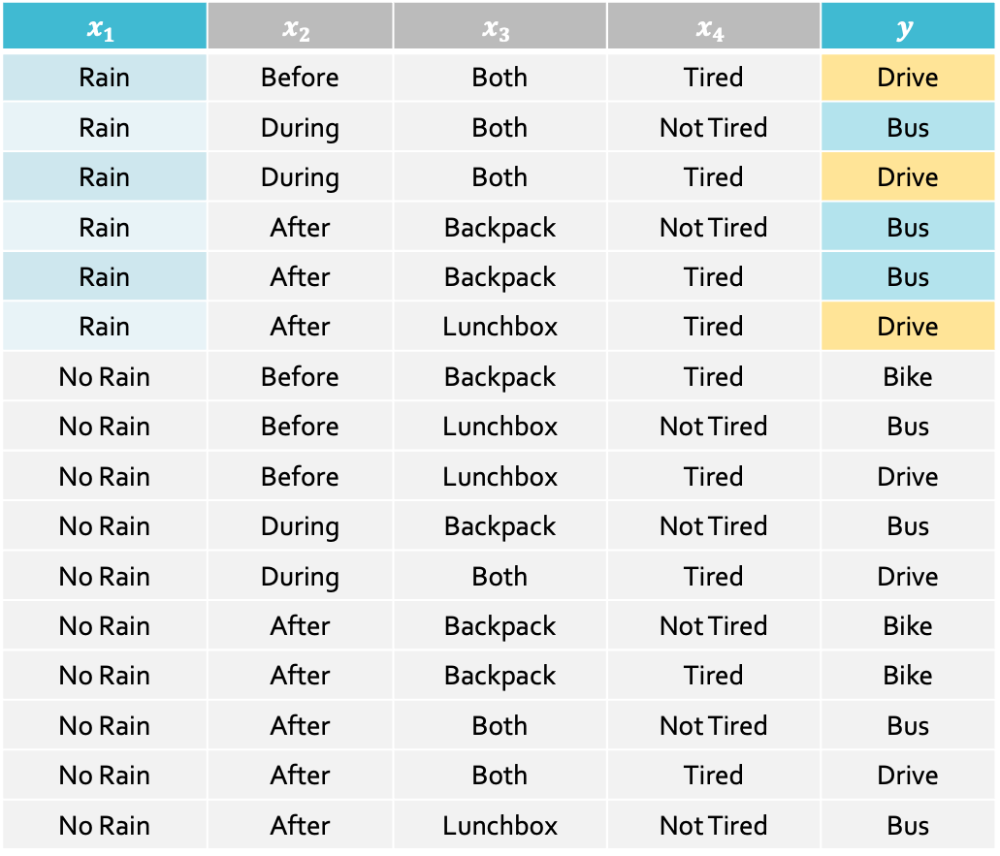 x₁ x₂ x₃ x₄ y
Rain Before Both Tired Drive
Rain During Both Not Tired Bus
Rain During Both Tired Drive
Rain After Backpack Not Tired Bus
Rain After Backpack Tired Bus
Rain After Lunchbox Tired Drive
No Rain Before Backpack Tired Bike
No Rain Before Lunchbox Not Tired Bus
No Rain Before Lunchbox Tired Drive
No Rain During Backpack Not Tired Bus
No Rain During Both Tired Drive
No Rain After Backpack Not Tired Bike
No Rain After Backpack Tired Bike
No Rain After Both Not Tired Bus
No Rain After Both Tired Drive
No Rain After Lunchbox Not Tired Bus